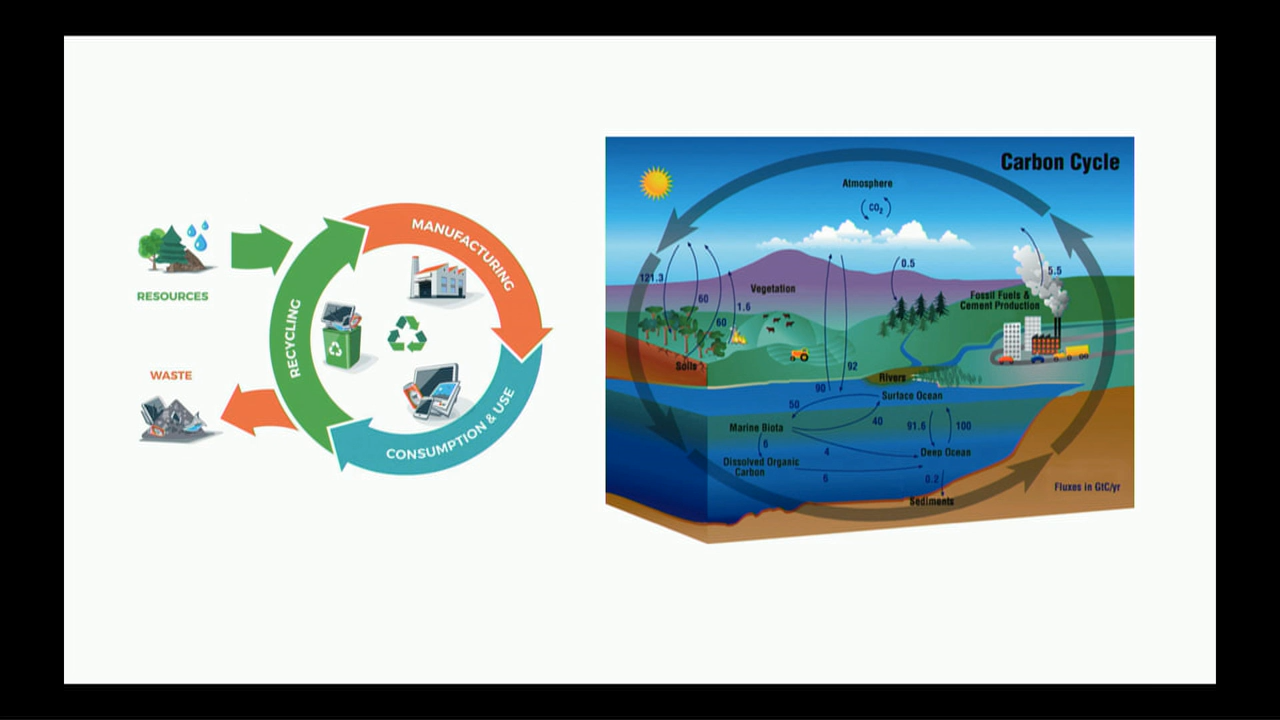 RESOURCES
WASTE
RECYCLING
MANUFACTURING
CONSUMPTION & USE
Carbon Cycle
Atmosphere
CO2
121.3
60
60
1.6
Vegetation
0.5
5.5
Fossil Fuels &
Cement Production
Soils
92
90
Rivers
Surface Ocean
50
40
Marine Biota
91.6
100
6
4
Deep Ocean
Dissolved Organic
Carbon
6
0.2
Sediments
Fluxes in GtC/yr